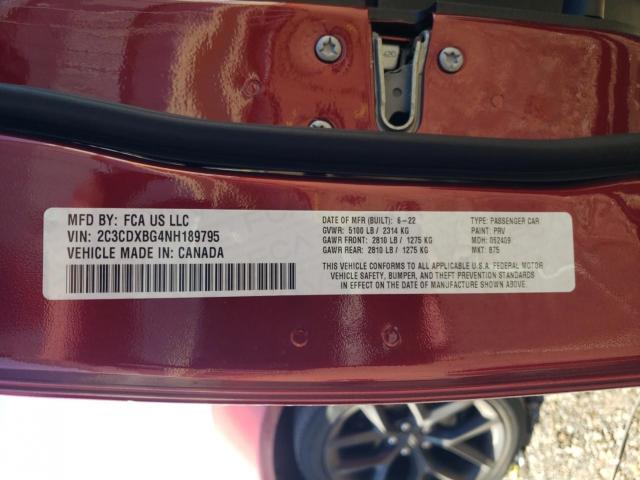 420
MFD BY: FCA US LLC
VIN: 2C3CDXBG4NH189795
VEHICLE MADE IN: CANADA
DATE OF MFR (BUILT): 6-22
GVWR: 5100 LB / 2314 KG
GAWR FRONT: 2810 LB / 1275 KG
GAWR REAR: 2810 LB / 1275 KG
TYPE: PASSENGER CAR
PAINT: PRV
MDH: 052409
MKT: 875
THIS VEHICLE CONFORMS TO ALL APPLICABLE U.S.A. FEDERAL MOTOR
VEHICLE SAFETY, BUMPER, AND THEFT PREVENTION STANDARDS
IN EFFECT ON THE DATE OF MANUFACTURE SHOWN ABOVE.